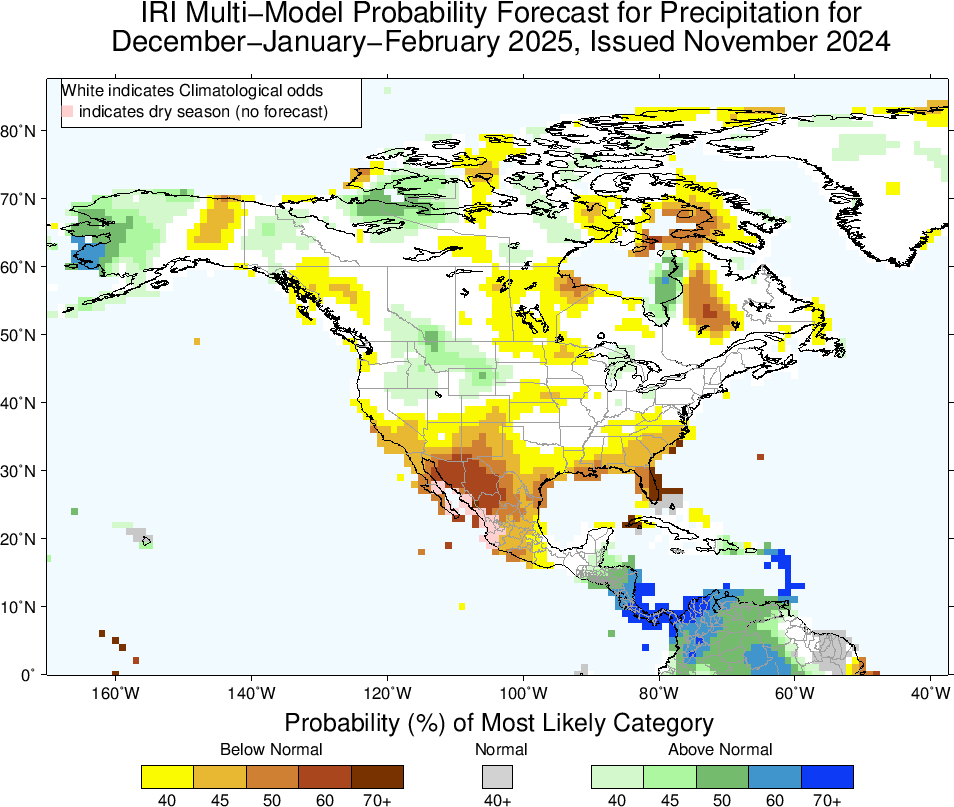 IRI Multi−Model Probability Forecast for Precipitation for
December−January−February 2025, Issued November 2024
White indicates Climatological odds
indicates dry season (no forecast)
80°N
70°N
60°N
50°N
40°N
30°N
20°N
10°N
0°
160°W 140°W 120°W 100°W 80°W 60°W 40°W
Probability (%) of Most Likely Category
Below Normal Normal Above Normal
40 45 50 60 70+ 40+ 40 45 50 60 70+